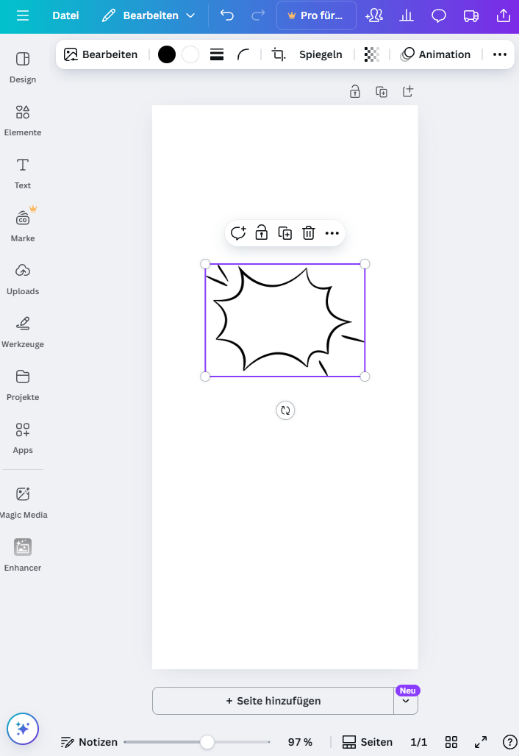 Datei
Bearbeiten
Pro für...
Bearbeiten
Spiegeln
Animation
Design
Elemente
Text
CO
Marke
Uploads
Werkzeuge
Projekte
Apps
Magic Media
Enhancer
Neu
+ Seite hinzufügen
Notizen
97 %
Seiten
1/1